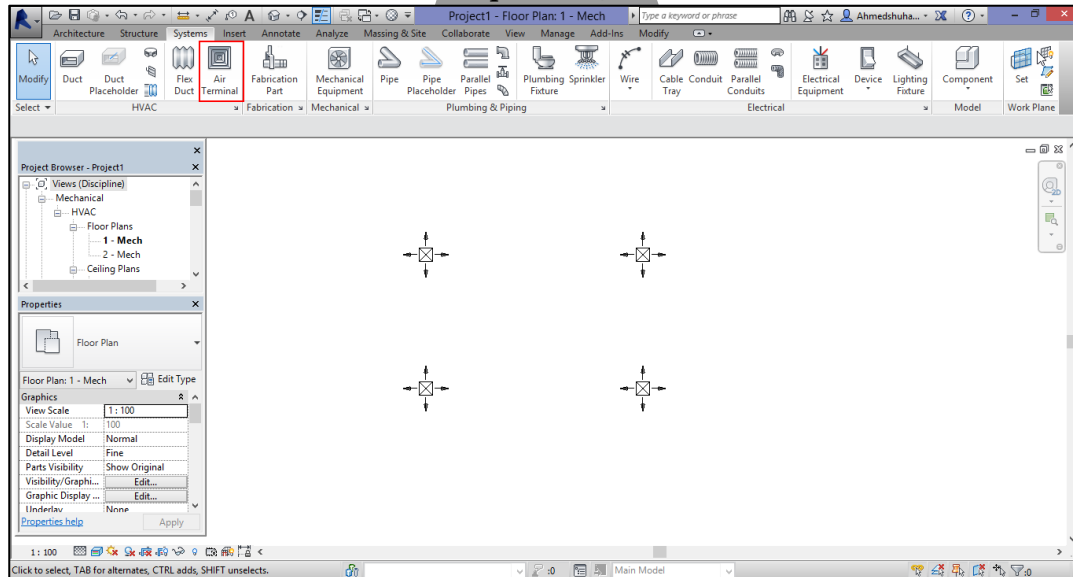 Project1 - Floor Plan: 1 - Mech
Type a keyword or phrase
Ahmedshuha...
Architecture Structure Systems Insert Annotate Analyze Massing & Site Collaborate View Manage Add-Ins Modify
Modify
Duct
Duct Placeholder
Flex Duct
Air Terminal
Fabrication Part
Mechanical Equipment
Pipe
Pipe Placeholder
Parallel Pipes
Plumbing Fixture
Sprinkler
Wire
Cable Tray
Conduit
Parallel Conduits
Electrical Equipment
Device
Lighting Fixture
Component
Set
Select
HVAC
Fabrication
Mechanical
Plumbing & Piping
Electrical
Model
Work Plane
Project Browser - Project1
Views (Discipline)
Mechanical
HVAC
Floor Plans
1 - Mech
2 - Mech
Ceiling Plans
Properties
Floor Plan
Floor Plan: 1 - Mech Edit Type
Graphics
View Scale 1 : 100
Scale Value 1: 100
Display Model Normal
Detail Level Fine
Parts Visibility Show Original
Visibility/Graphi... Edit...
Graphic Display ... Edit...
Underlay None
Properties help Apply
1 : 100
Click to select, TAB for alternates, CTRL adds, SHIFT unselects.
:0
Main Model
:0